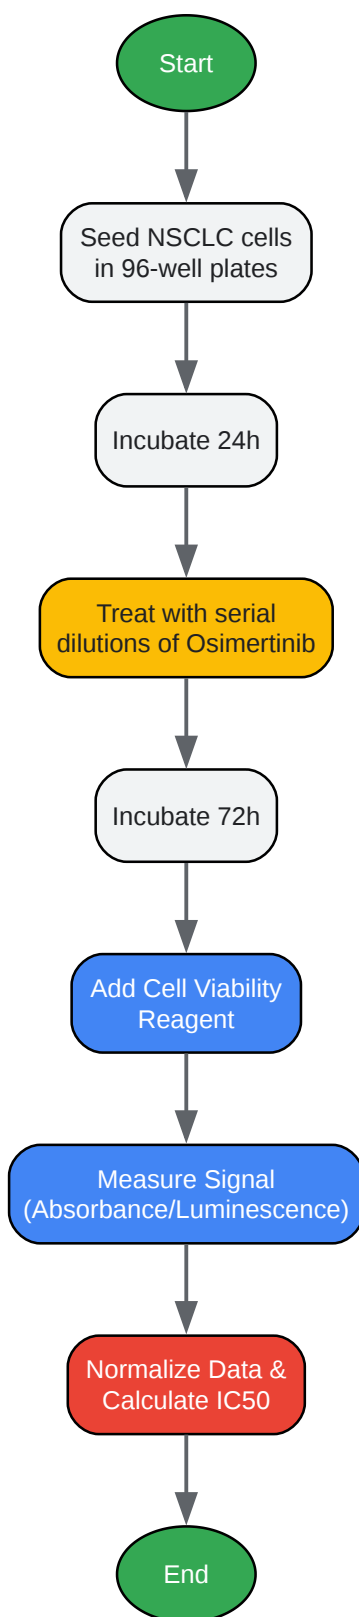 Start
Seed NSCLC cells
in 96-well plates
Incubate 24h
Treat with serial
dilutions of Osimertinib
Incubate 72h
Add Cell Viability
Reagent
Measure Signal
(Absorbance/Luminescence)
Normalize Data &
Calculate IC50
End